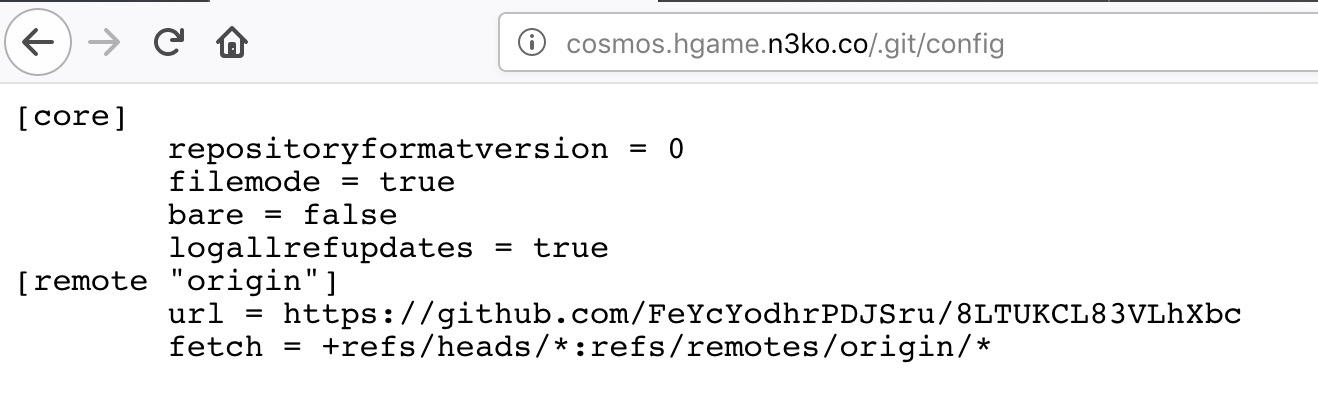 cosmos.hgame.n3ko.co/.git/config
[core]
repositoryformatversion = 0
filemode = true
bare = false
logallrefupdates = true
[remote "origin"]
url = https://github.com/FeYcYodhrPDJSru/8LTUKCL83VLhXbc
fetch = +refs/heads/*:refs/remotes/origin/*